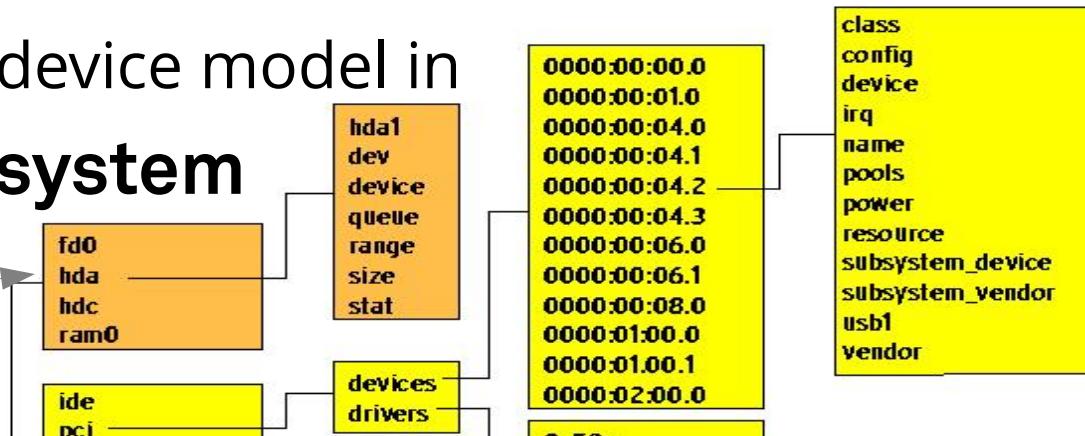 device model in
system
fd0
hda
hdc
ram0
ide
pci
hda1
dev
device
queue
range
size
stat
devices
drivers
0000:00:00.0
0000:00:01.0
0000:00:04.0
0000:00:04.1
0000:00:04.2
0000:00:04.3
0000:00:06.0
0000:00:06.1
0000:00:08.0
0000:01:00.0
0000:01.00.1
0000:02:00.0
class
config
device
irq
name
pools
power
resource
subsystem_device
subsystem_vendor
usb1
vendor